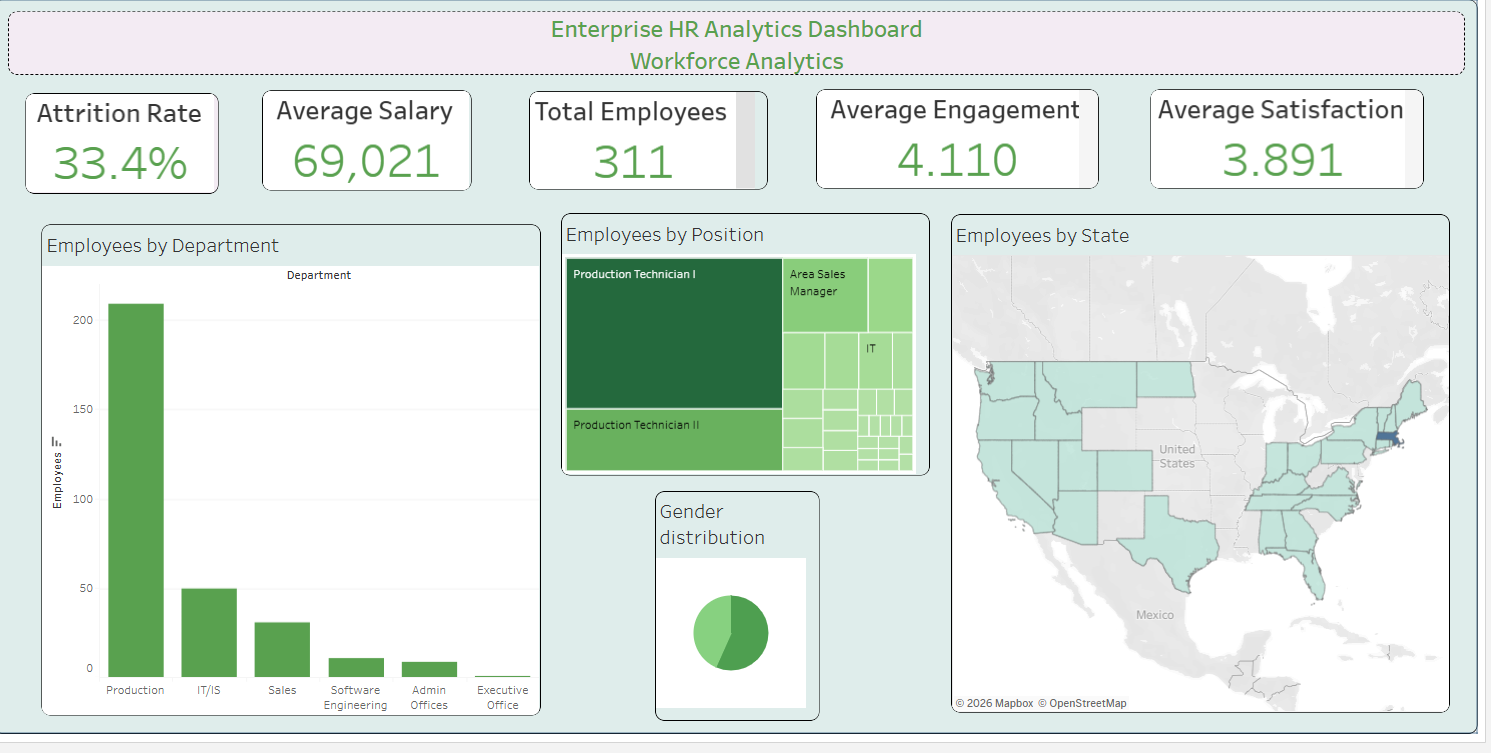 Enterprise HR Analytics Dashboard
Workforce Analytics
Attrition Rate
33.4%
Average Salary
69,021
Total Employees
311
Average Engagement
4.110
Average Satisfaction
3.891
Employees by Department
Department
Employees
200
150
100
50
0
Production
IT/IS
Sales
Software
Engineering
Admin
Offices
Executive
Office
Employees by Position
Production Technician I
Production Technician II
Area Sales
Manager
IT
Gender
distribution
Employees by State
United
States
Mexico
© 2026 Mapbox © OpenStreetMap